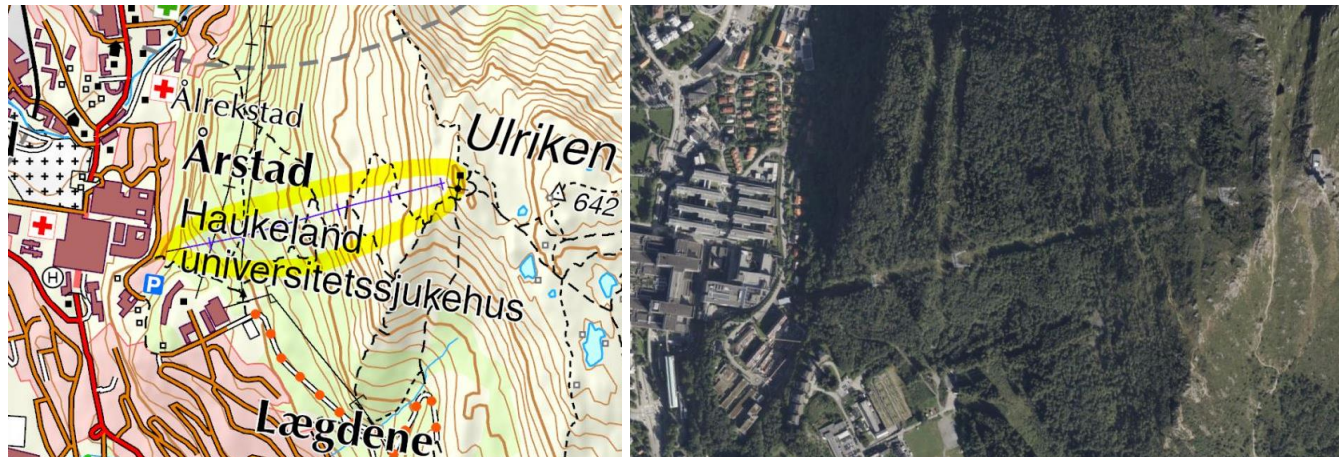 Ålrekstad
Årstad
Ulriken
642
Haukeland
universitetssjukehus
H
P
Lægdene